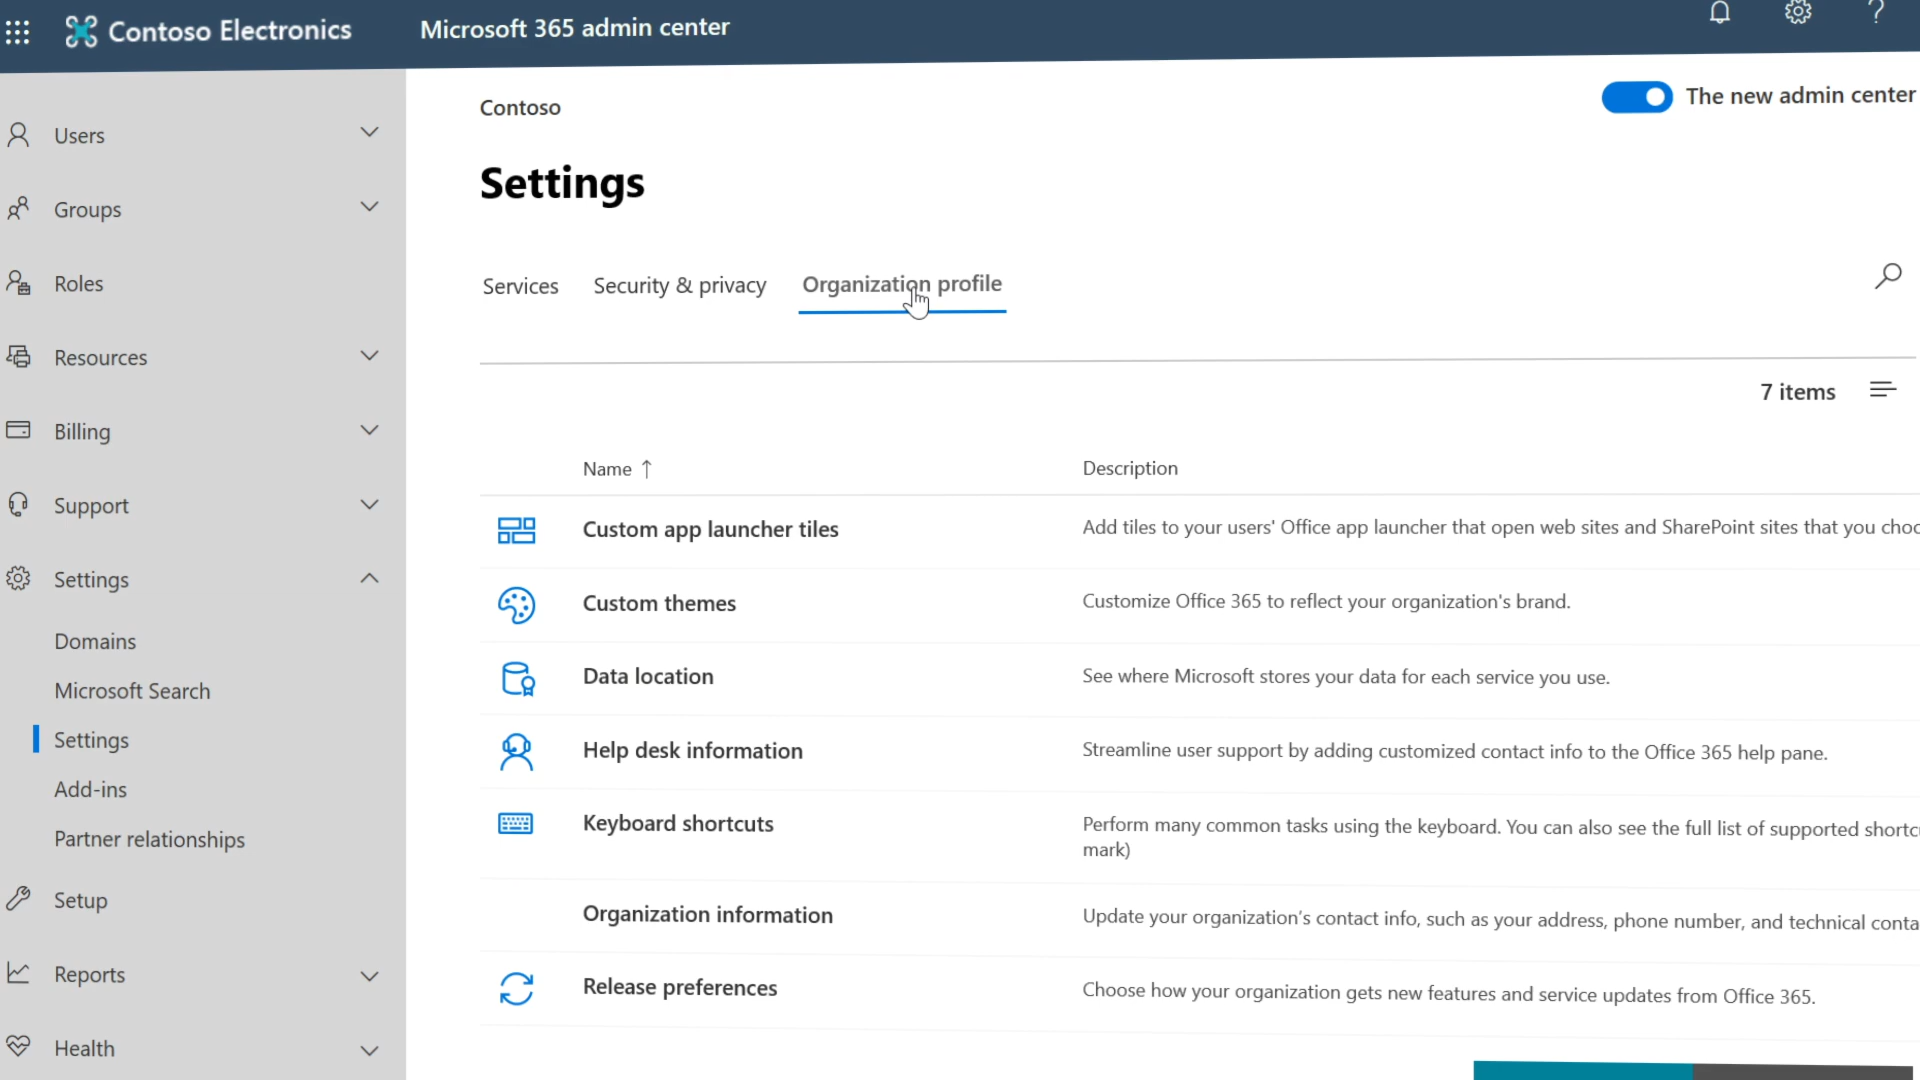 Contoso Electronics
Microsoft 365 admin center
?
Users
Groups
Roles
Resources
Billing
Support
Settings
Domains
Microsoft Search
Settings
Add-ins
Partner relationships
Setup
Reports
Health
Contoso
The new admin center
Settings
Services Security & privacy Organization profile
7 items
Name ↑ Description
Custom app launcher tiles Add tiles to your users' Office app launcher that open web sites and SharePoint sites that you
Custom themes Customize Office 365 to reflect your organization's brand.
Data location See where Microsoft stores your data for each service you use.
Help desk information Streamline user support by adding customized contact info to the Office 365 help pane.
Keyboard shortcuts Perform many common tasks using the keyboard. You can also see the full list of supported
mark)
Organization information Update your organization's contact info, such as your address, phone number, and technical
Release preferences Choose how your organization gets new features and service updates from Office 365.